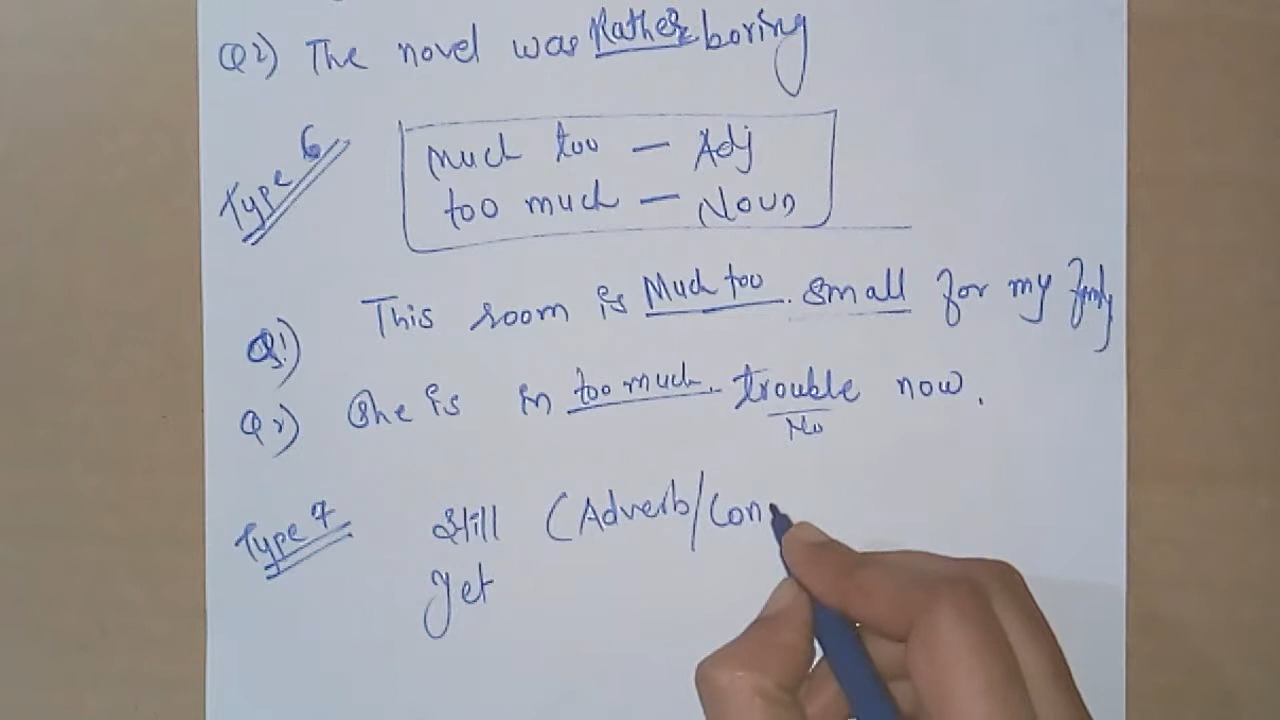 Q2) The novel was Rather boring
Type 6
Much too — Adj
too much — Noun
Q1) This room is Much too small for my family
Q2) She is in too much trouble now.
No
Type 7 Still (Adverb/Con
yet